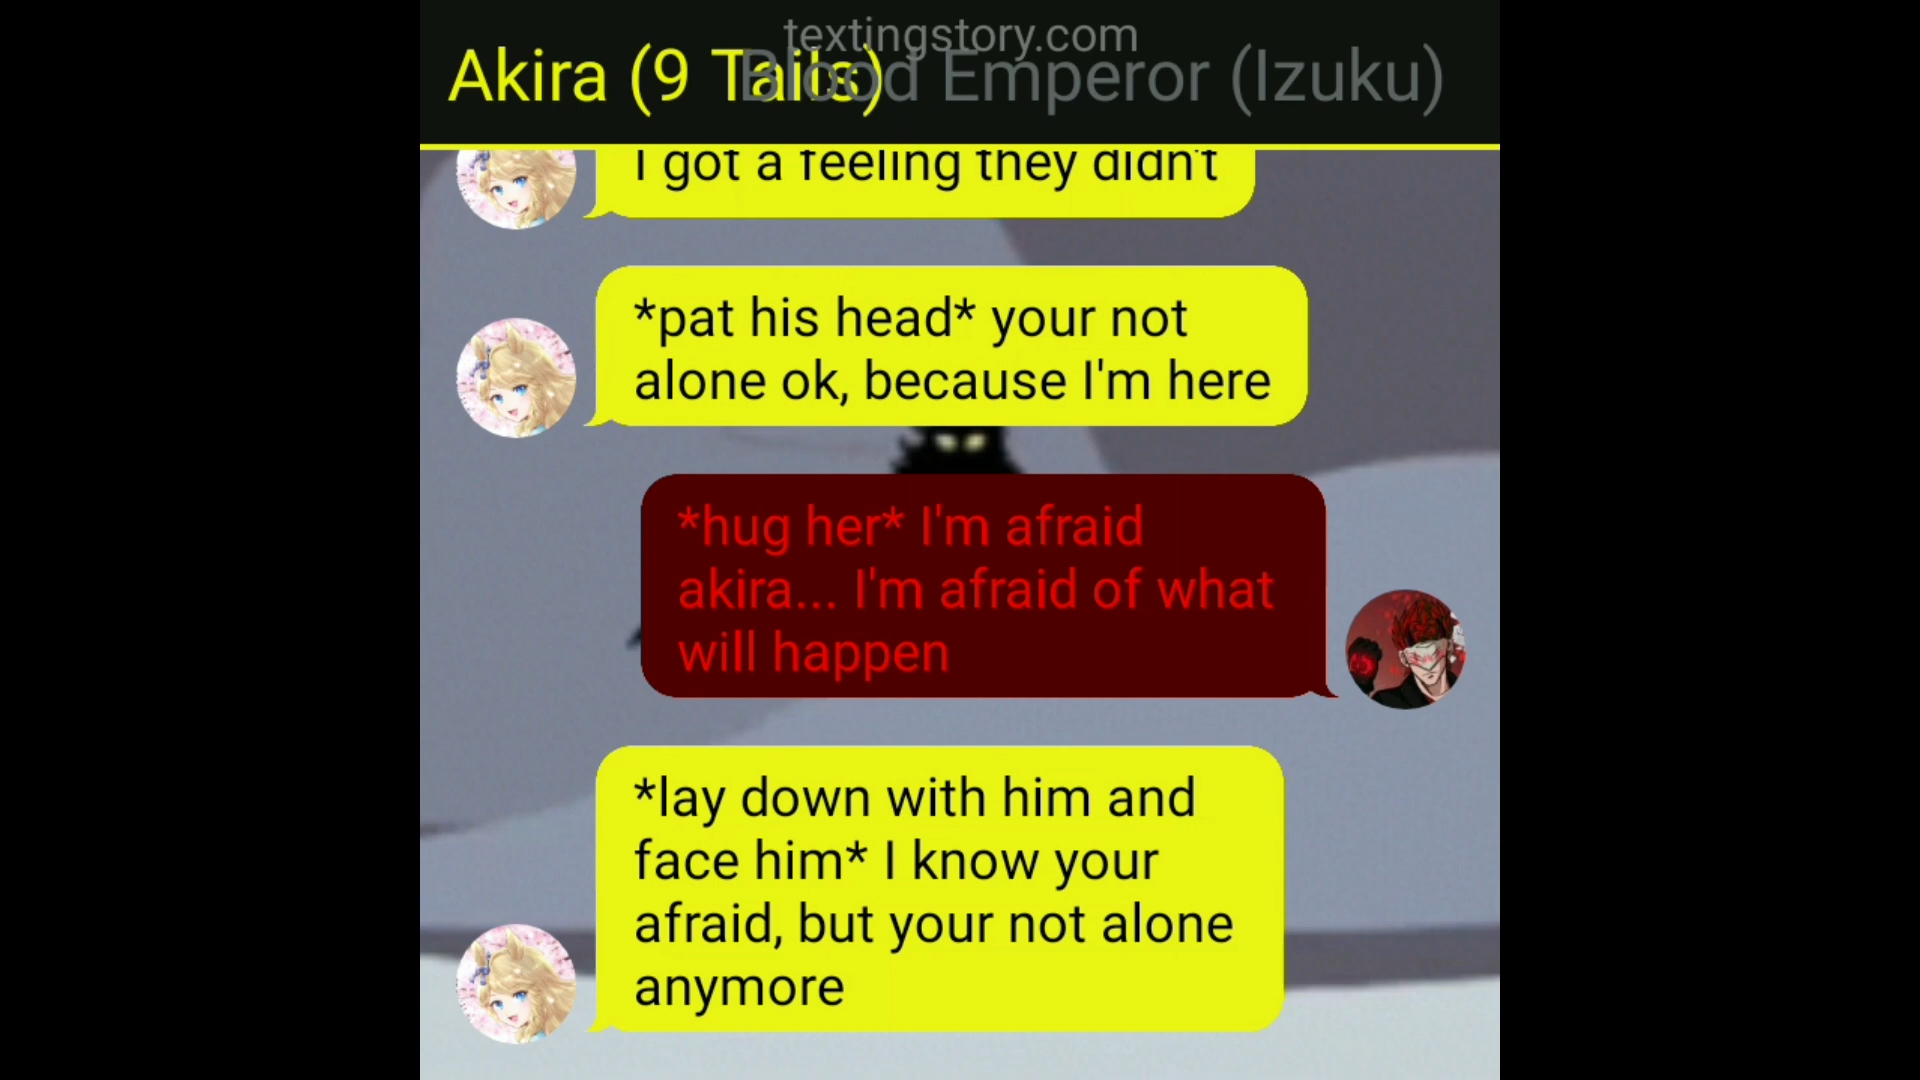 textingstory.com
Akira (9 Tails)
Blood Emperor (Izuku)
I got a feeling they didn't
*pat his head* your not
alone ok, because I'm here
*hug her* I'm afraid
akira... I'm afraid of what
will happen
*lay down with him and
face him* I know your
afraid, but your not alone
anymore